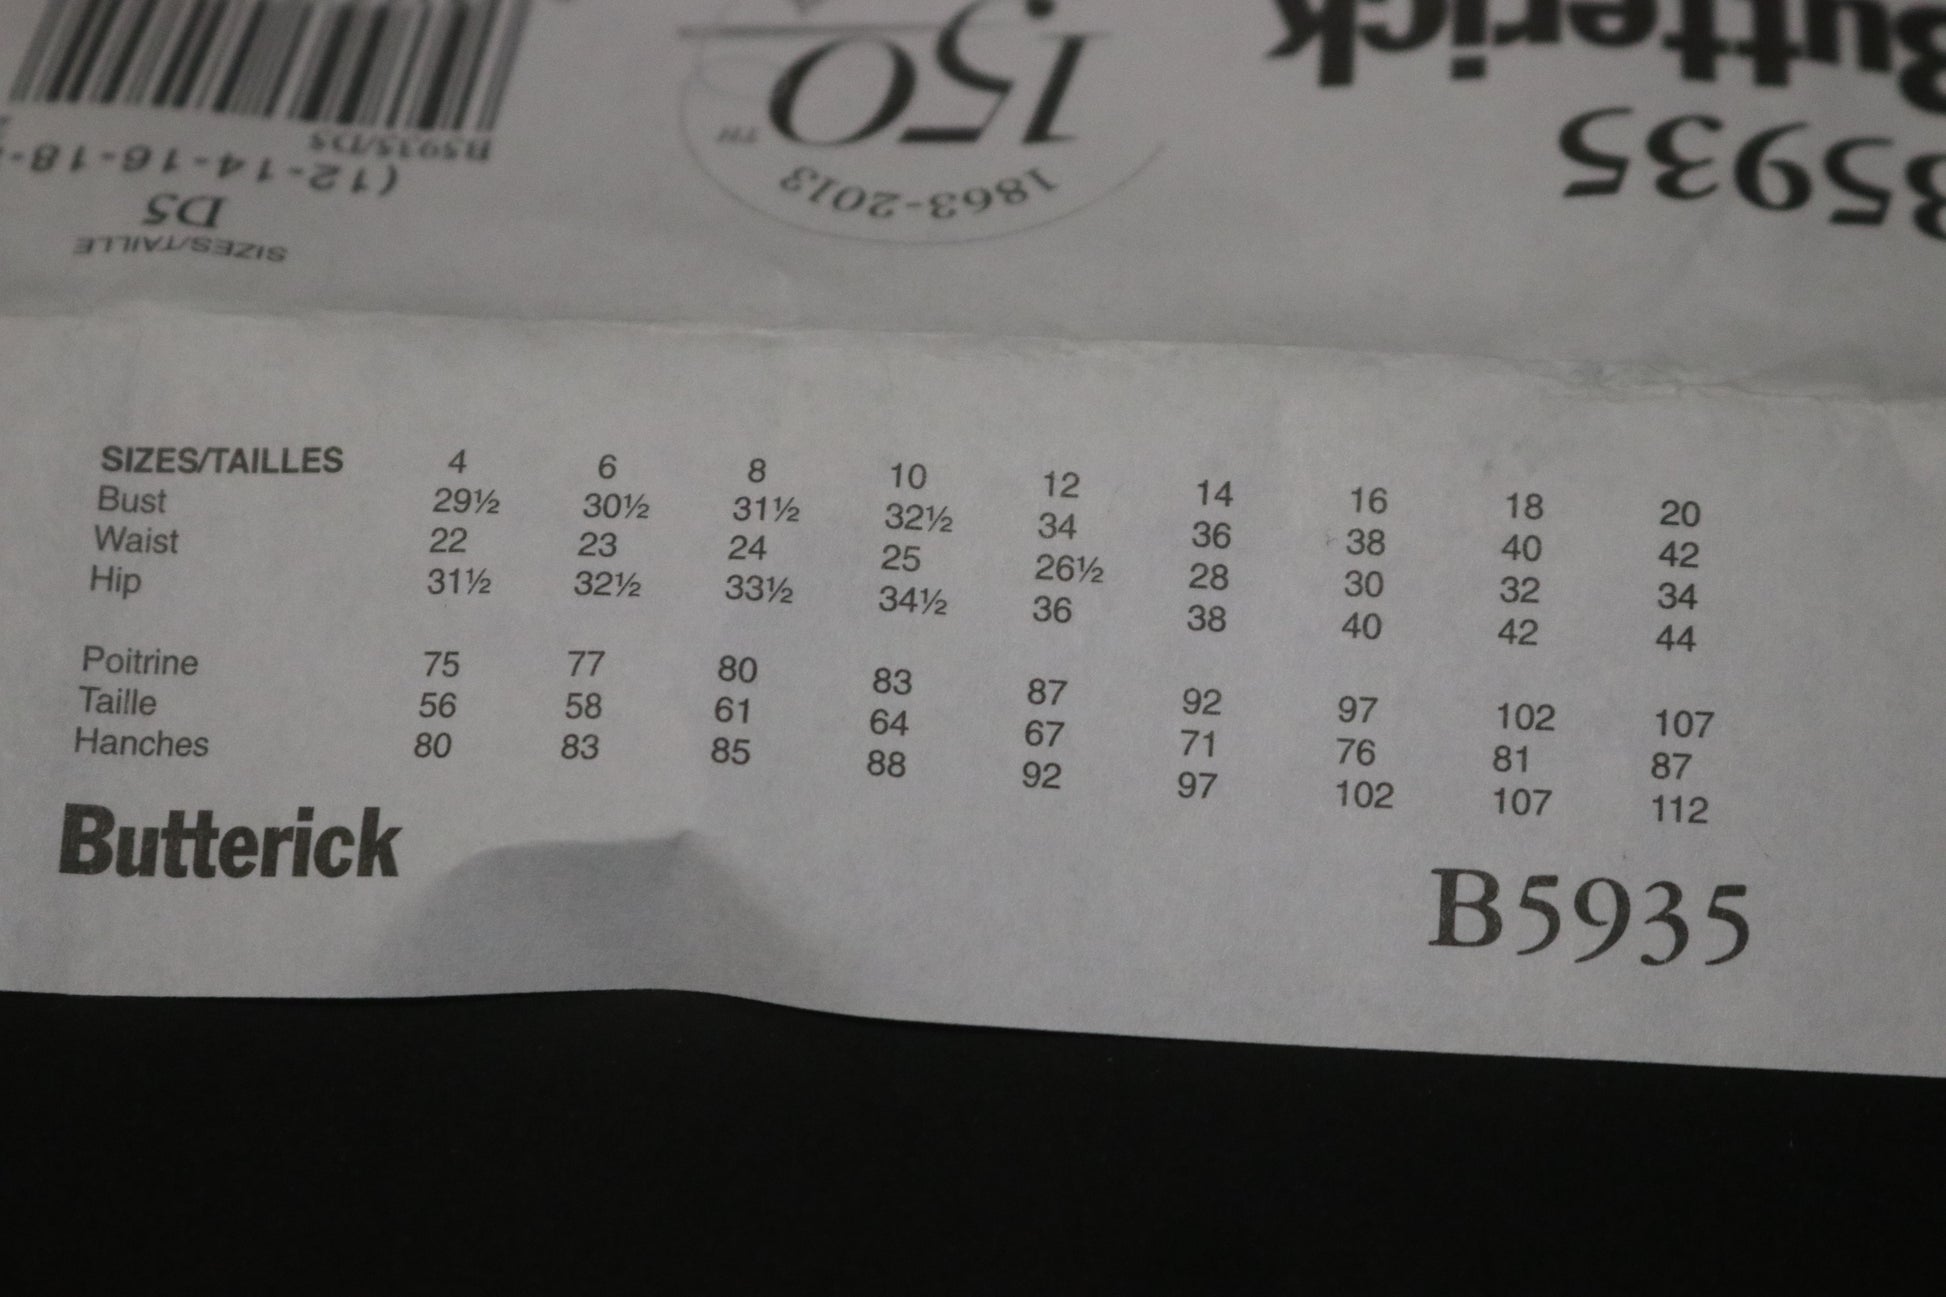 Butterick
B5935
150
TM
1863-2013
B5935/D5
(12-14-16-18-
D5
SIZES/TAILLE
SIZES/TAILLES 4 6 8 10 12 14 16 18 20
Bust 29½ 30½ 31½ 32½ 34 36 38 40 42
Waist 22 23 24 25 26½ 28 30 32 34
Hip 31½ 32½ 33½ 34½ 36 38 40 42 44
Poitrine 75 77 80 83 87 92 97 102 107
Taille 56 58 61 64 67 71 76 81 87
Hanches 80 83 85 88 92 97 102 107 112
Butterick
B5935